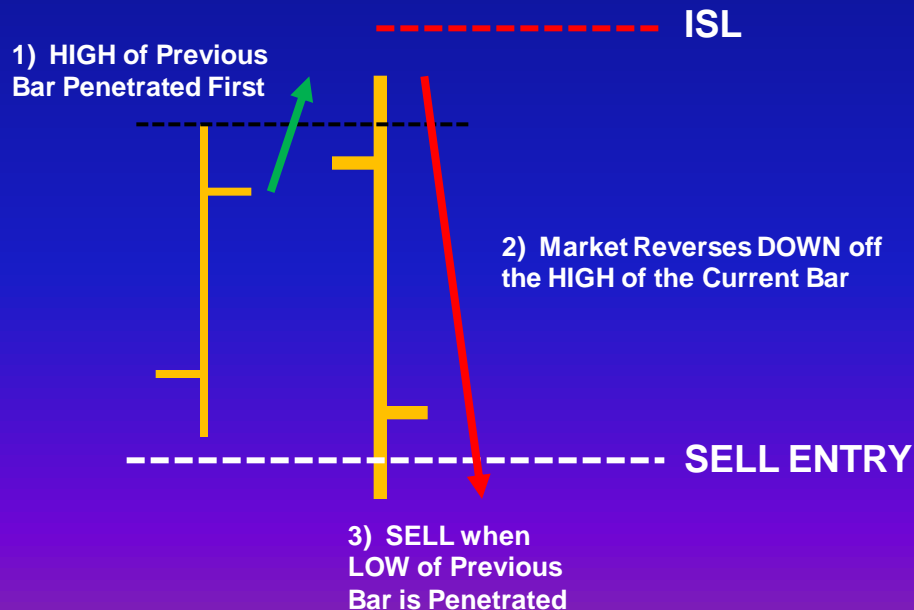 ISL
1) HIGH of Previous
Bar Penetrated First
2) Market Reverses DOWN off
the HIGH of the Current Bar
SELL ENTRY
3) SELL when
LOW of Previous
Bar is Penetrated